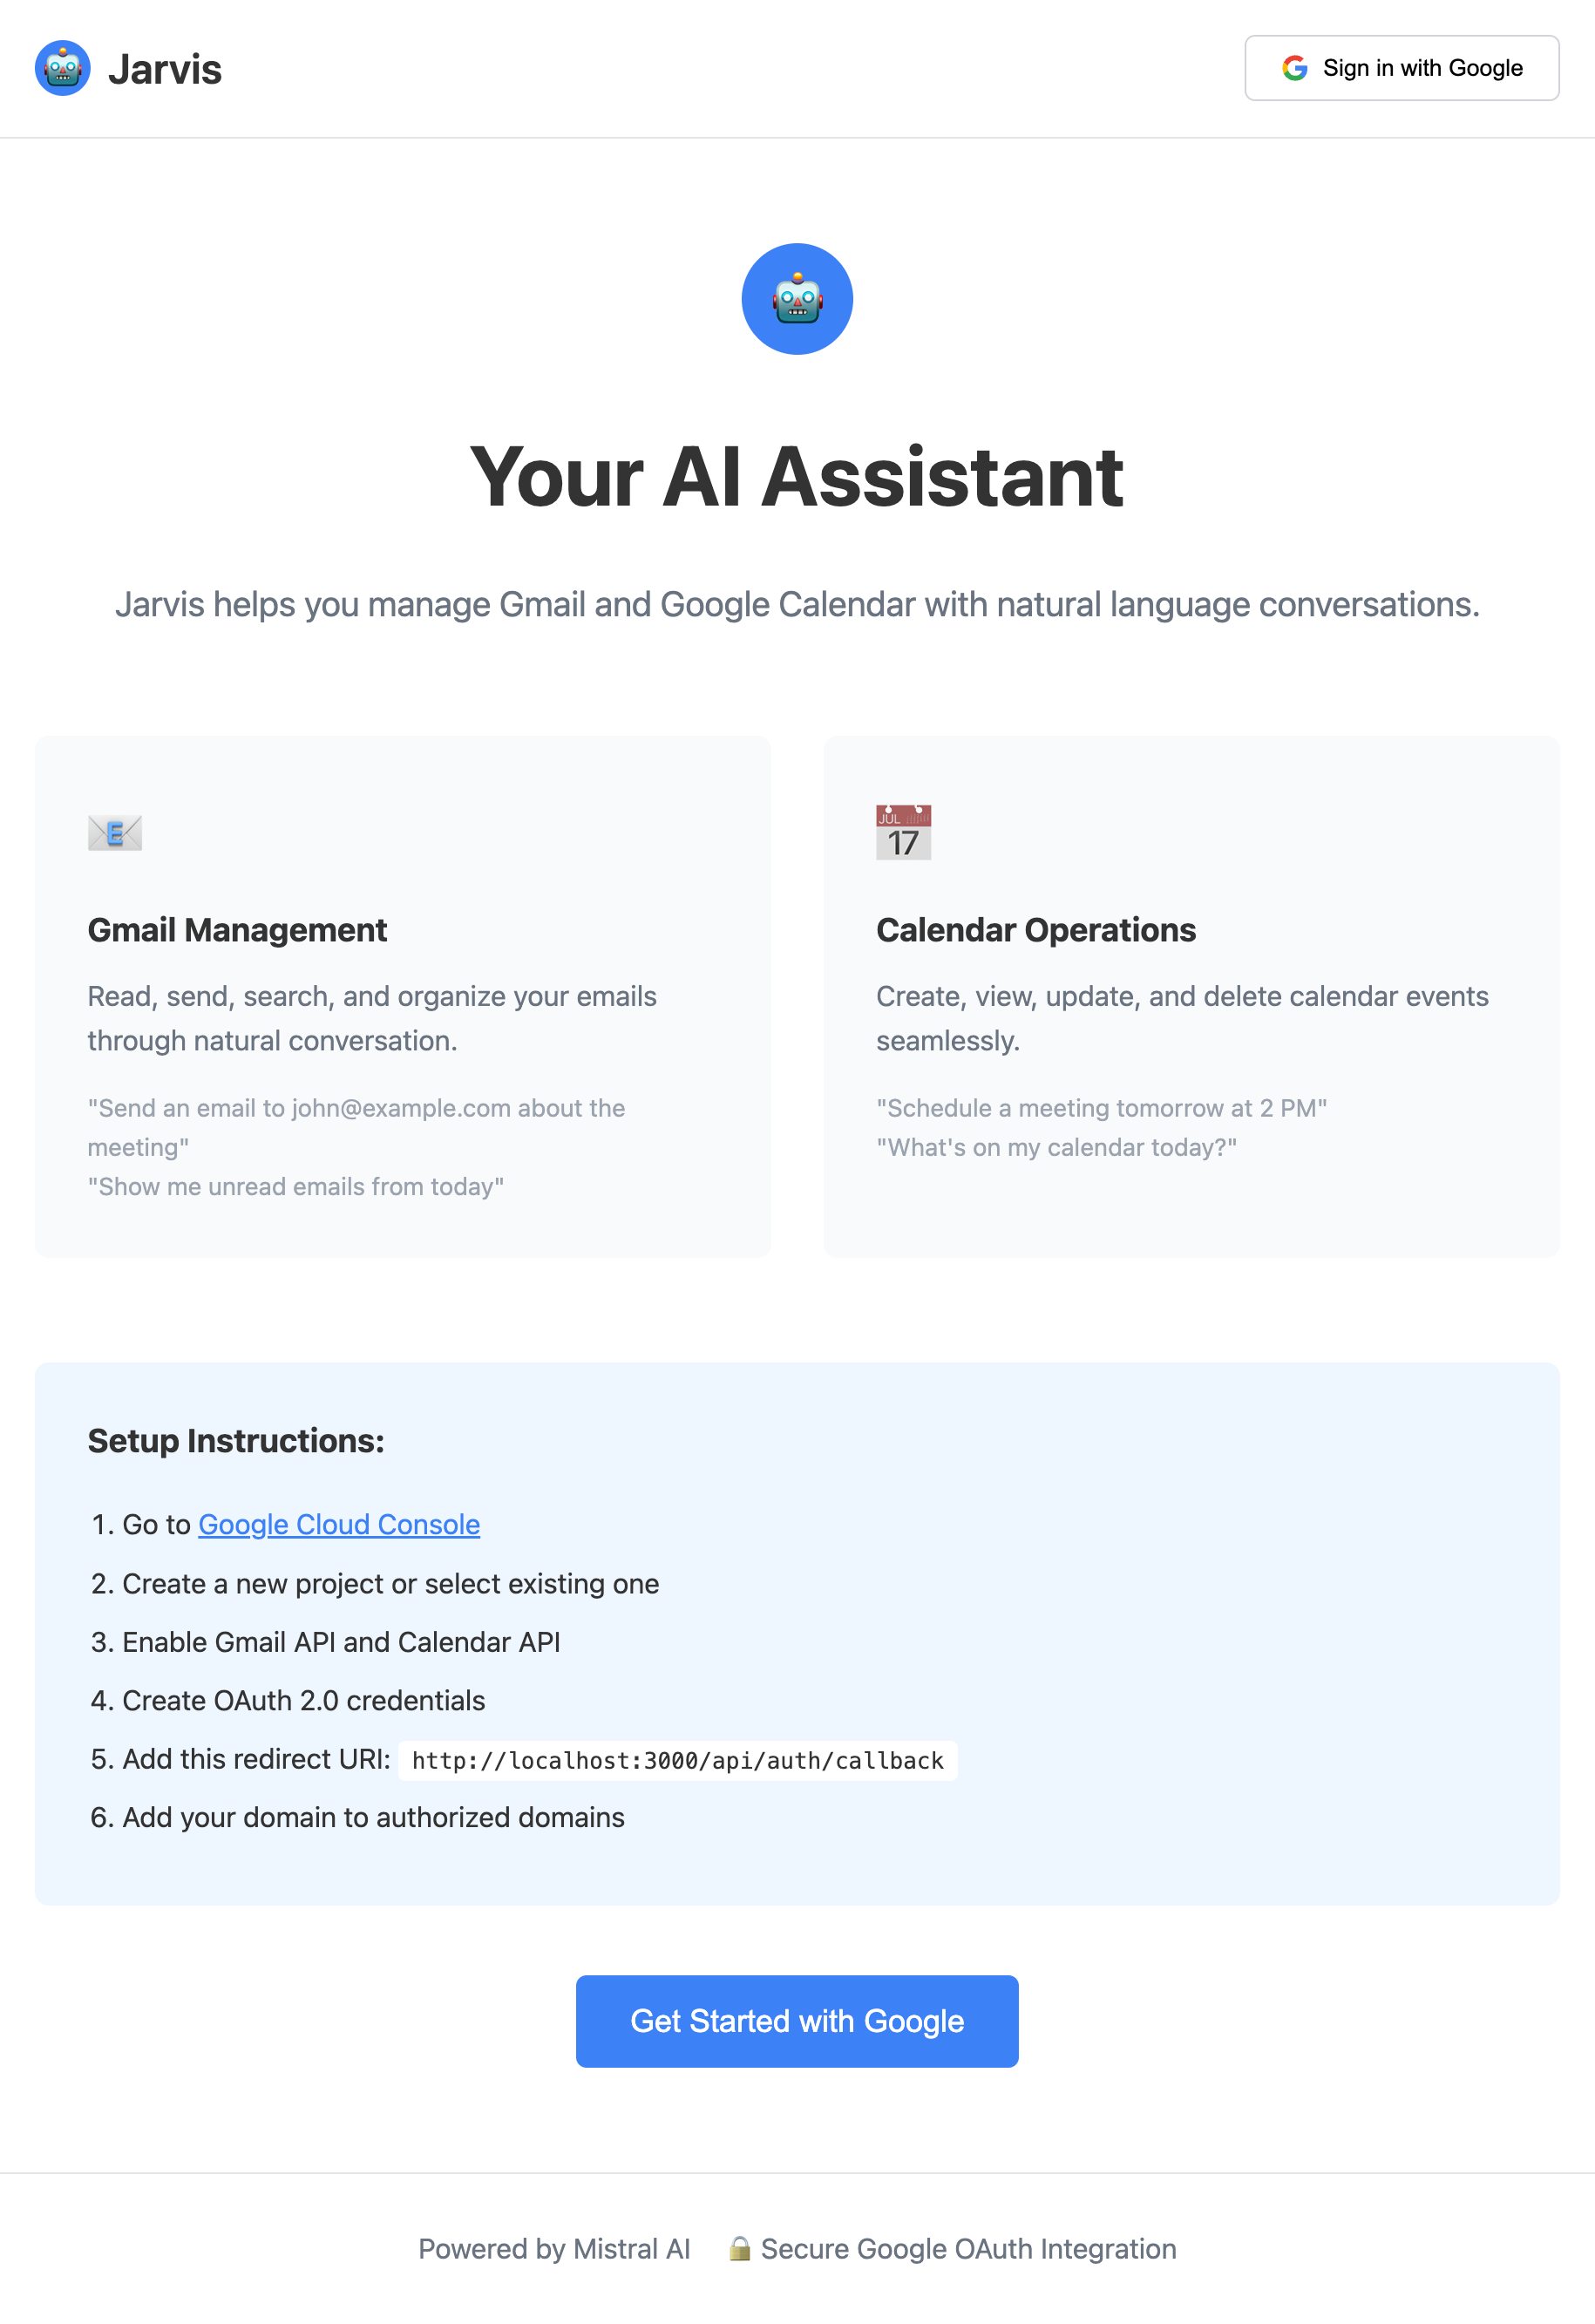 Jarvis
Sign in with Google
Your AI Assistant
Jarvis helps you manage Gmail and Google Calendar with natural language conversations.
E
Gmail Management
Read, send, search, and organize your emails
through natural conversation.
"Send an email to john@example.com about the
meeting"
"Show me unread emails from today"
JUL
17
Calendar Operations
Create, view, update, and delete calendar events
seamlessly.
"Schedule a meeting tomorrow at 2 PM"
"What's on my calendar today?"
Setup Instructions:
1. Go to Google Cloud Console
2. Create a new project or select existing one
3. Enable Gmail API and Calendar API
4. Create OAuth 2.0 credentials
5. Add this redirect URI: http://localhost:3000/api/auth/callback
6. Add your domain to authorized domains
Get Started with Google
Powered by Mistral AI 🔒 Secure Google OAuth Integration